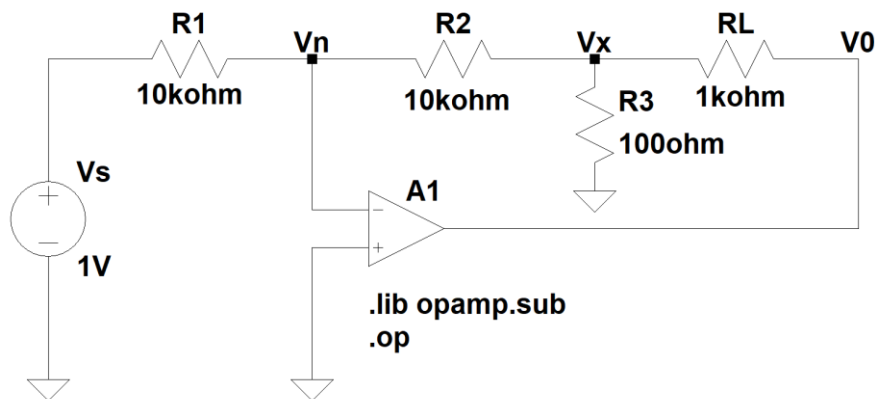 R1
Vn
R2
Vx
RL
V0
10kohm
10kohm
1kohm
R3
100ohm
Vs
A1
1V
.lib opamp.sub
.op